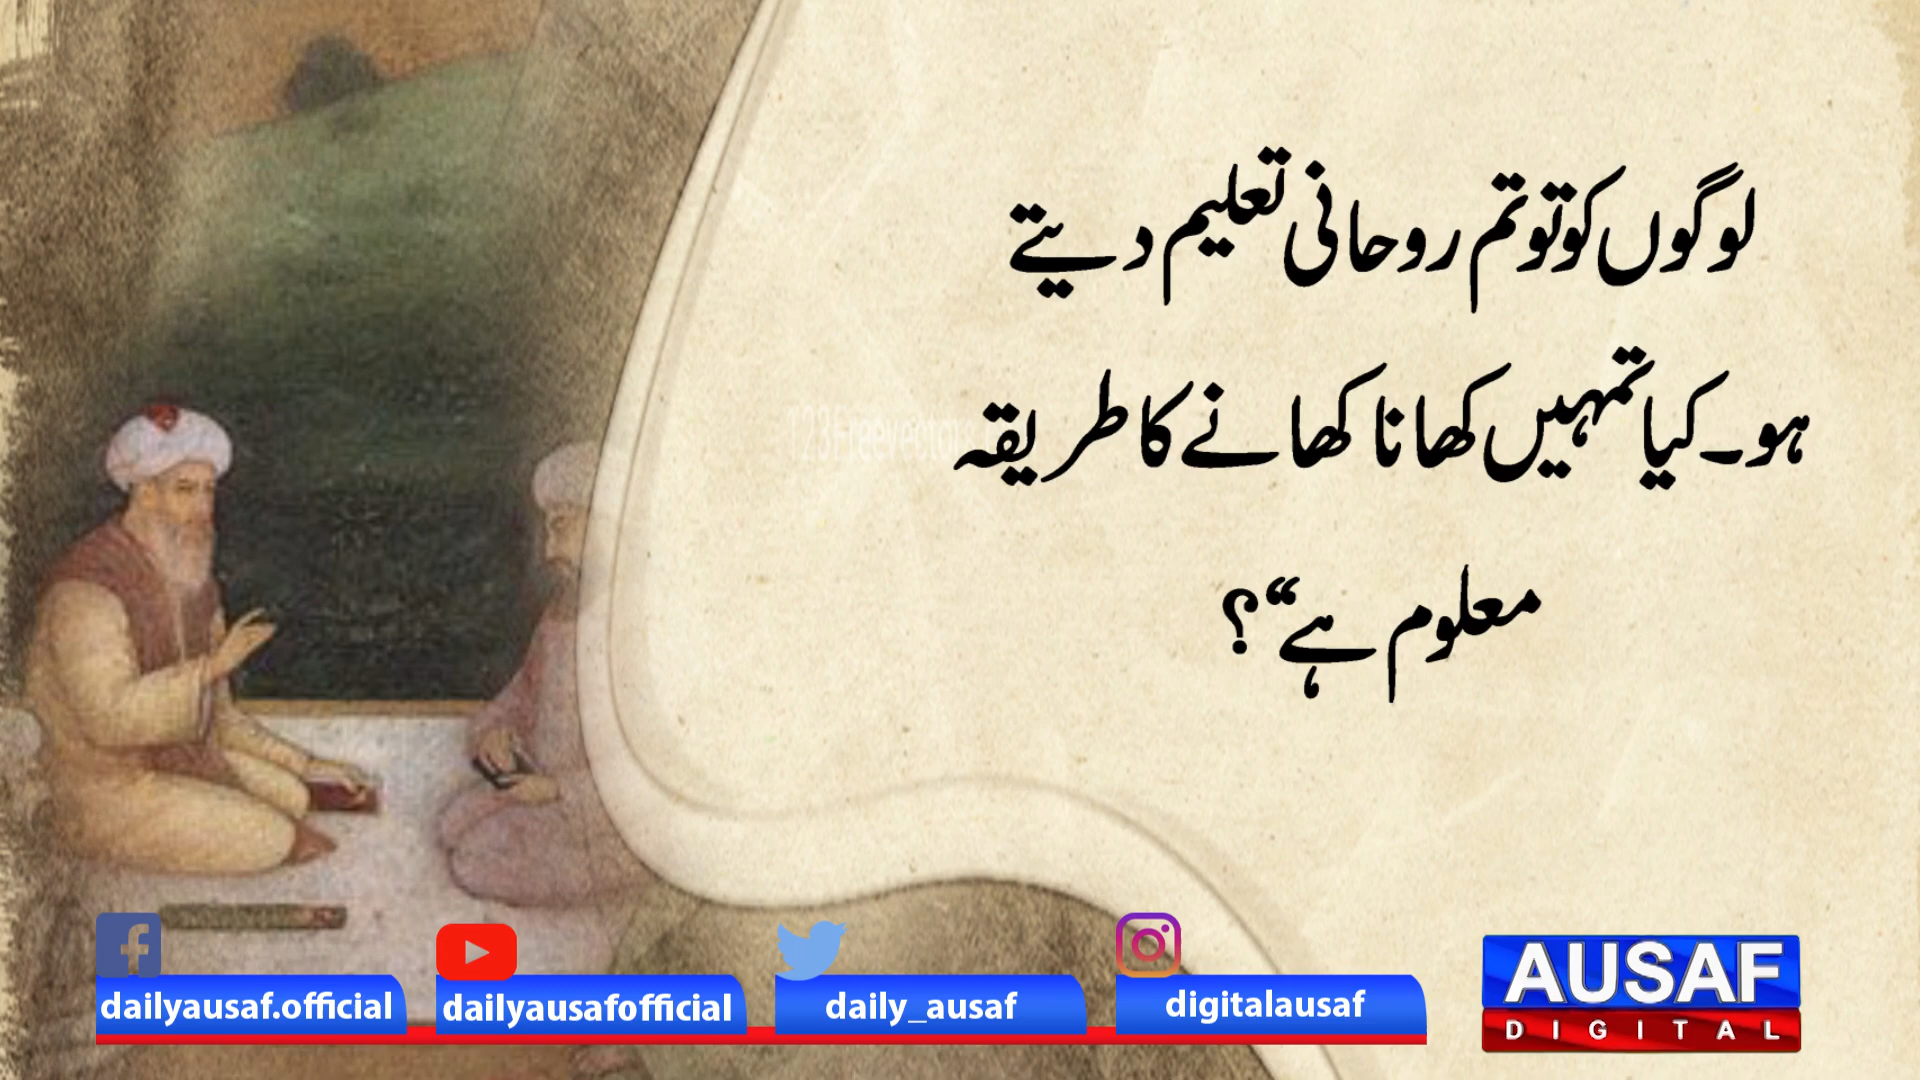 لوگوں کو تو تم روحانی تعلیم دیتے
ہو۔ کیا تمہیں کھانا کھانے کا طریقہ
معلوم ہے“؟
123Freevectors
dailyausaf.official
dailyausafofficial
daily_ausaf
digitalausaf
AUSAF
DIGITAL